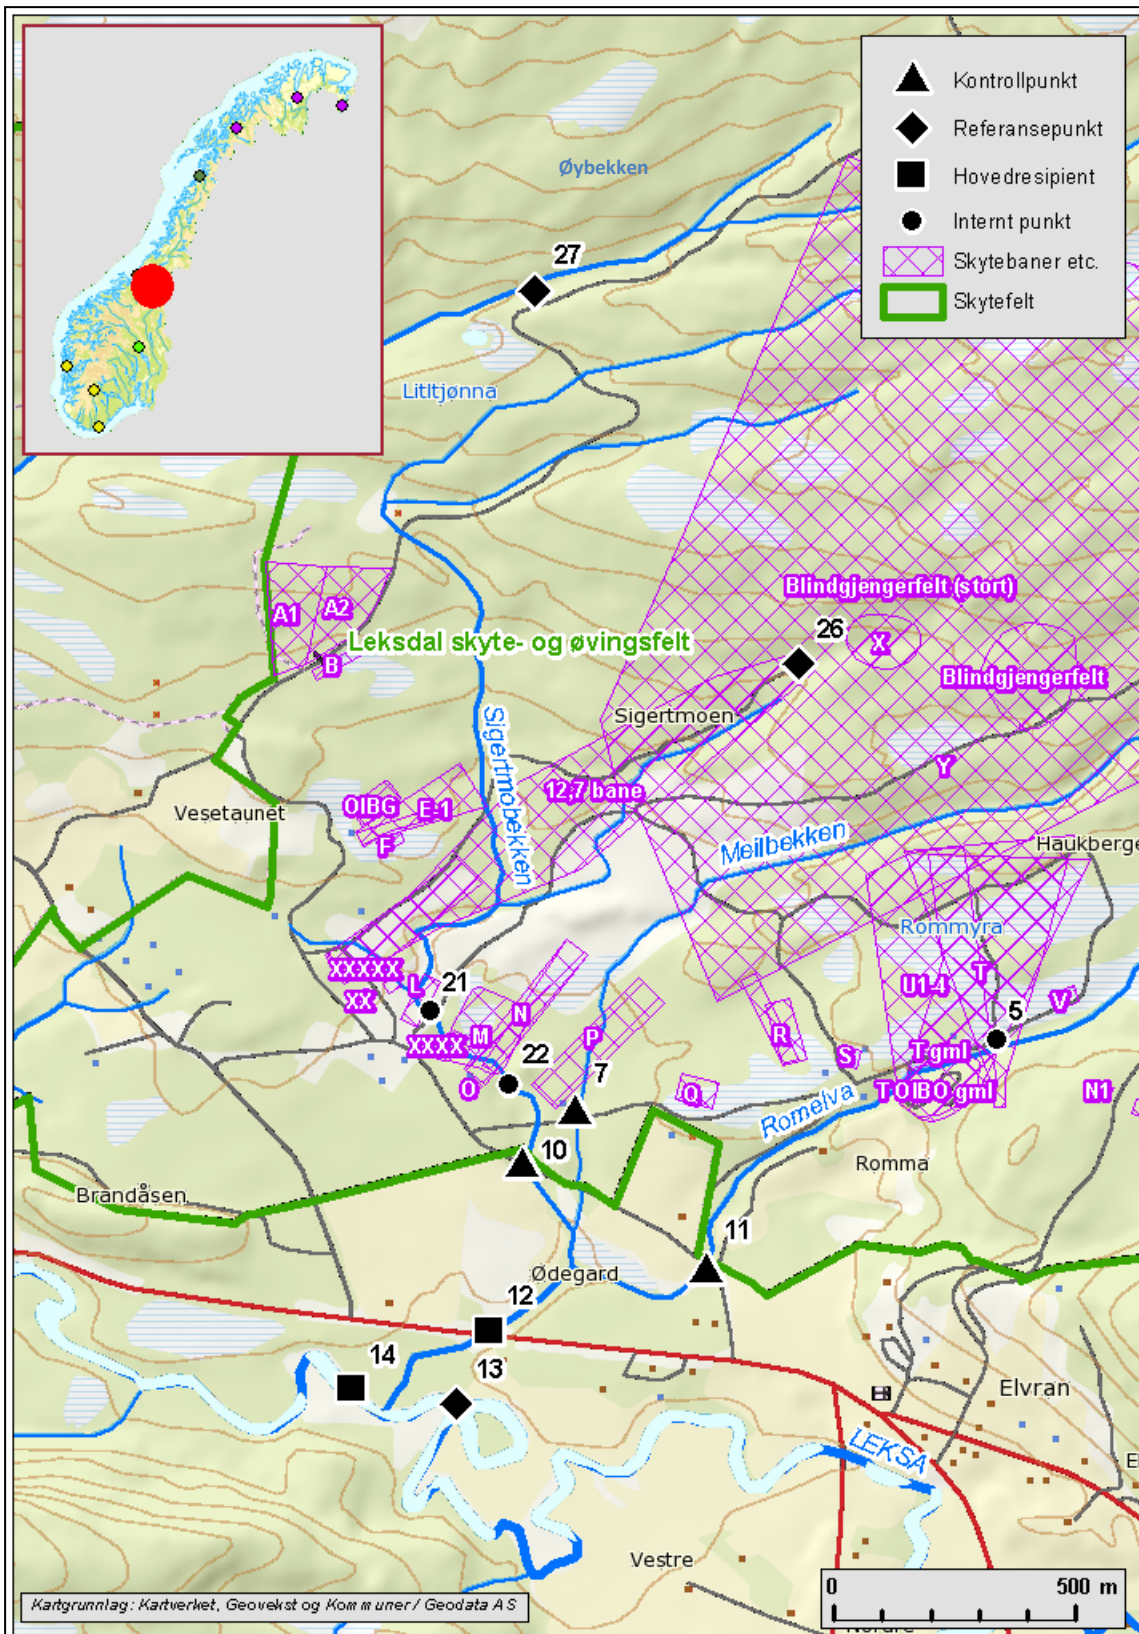 Kontrollpunkt
Referansepunkt
Hovedresipient
Internt punkt
Skytebaner etc.
Skytefelt
Øybekken
27
Litltjønna
Blindgjengerfelt (stort)
A1
A2
B
Leksdal skyte- og øvingsfelt
26
X
Blindgjengerfelt
Sigertmoen
Sigertmobekken
Y
12,7 bane
OIBG
E-1
F
Vesetaunet
Meilbekken
Haukberge
Rommyra
XXXXX
XX
L
21
U1-4
T
V
5
N
M
XXXX
P
R
S
T gml
22
O
7
Q
T OIBO gml
N1
Romelva
10
Romma
Brandåsen
11
Ødegard
12
14
13
Elvran
LEKSA
Vestre
0
500 m
Kartgrunnlag: Kartverket, Geovekst og Kommuner / Geodata AS